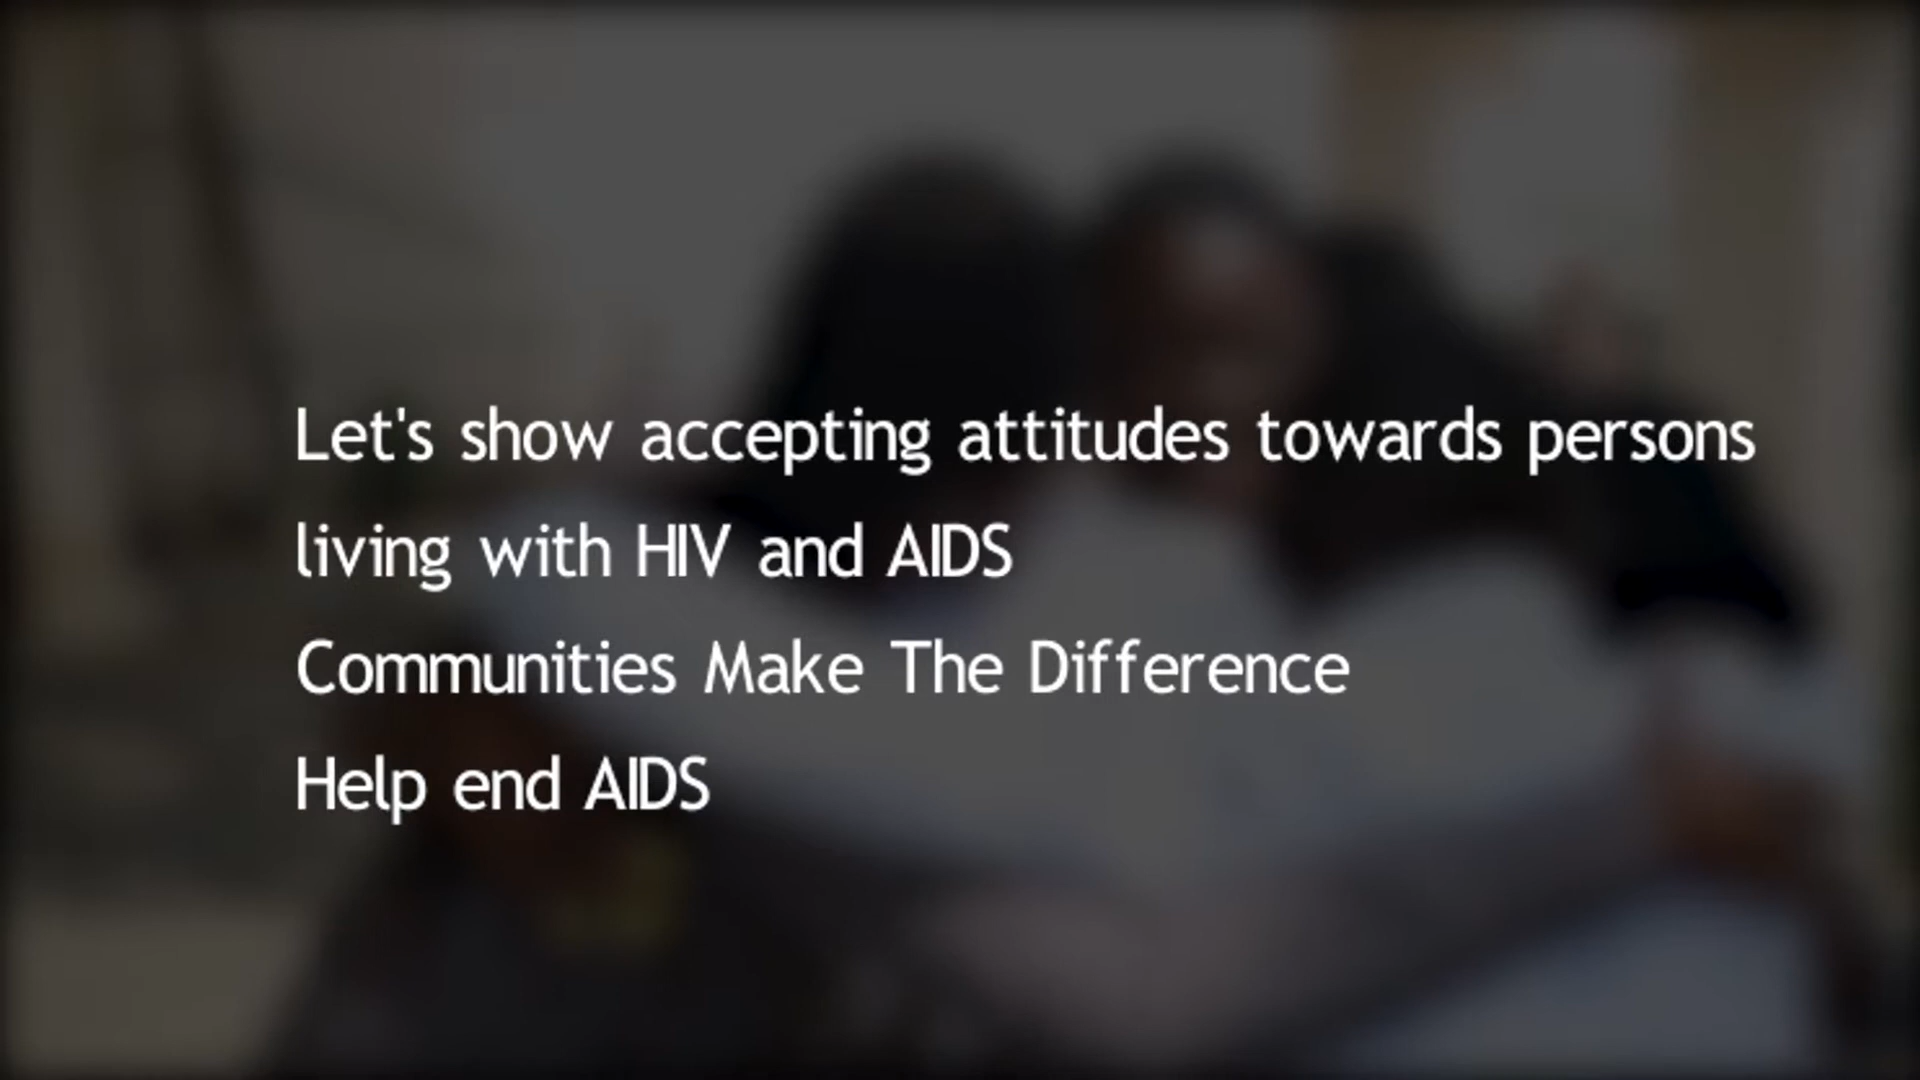 Let's show accepting attitudes towards persons
living with HIV and AIDS
Communities Make The Difference
Help end AIDS